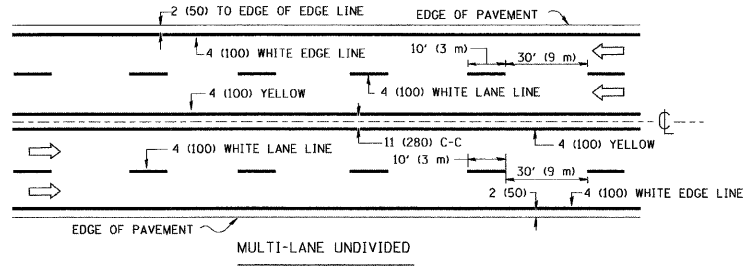 2 (50) TO EDGE OF EDGE LINE
EDGE OF PAVEMENT
4 (100) WHITE EDGE LINE
10' (3 m)
30' (9 m)
4 (100) YELLOW
4 (100) WHITE LANE LINE
℄
4 (100) WHITE LANE LINE
11 (280) C-C
4 (100) YELLOW
10' (3 m)
30' (9 m)
2 (50)
4 (100) WHITE EDGE LINE
EDGE OF PAVEMENT
MULTI-LANE UNDIVIDED